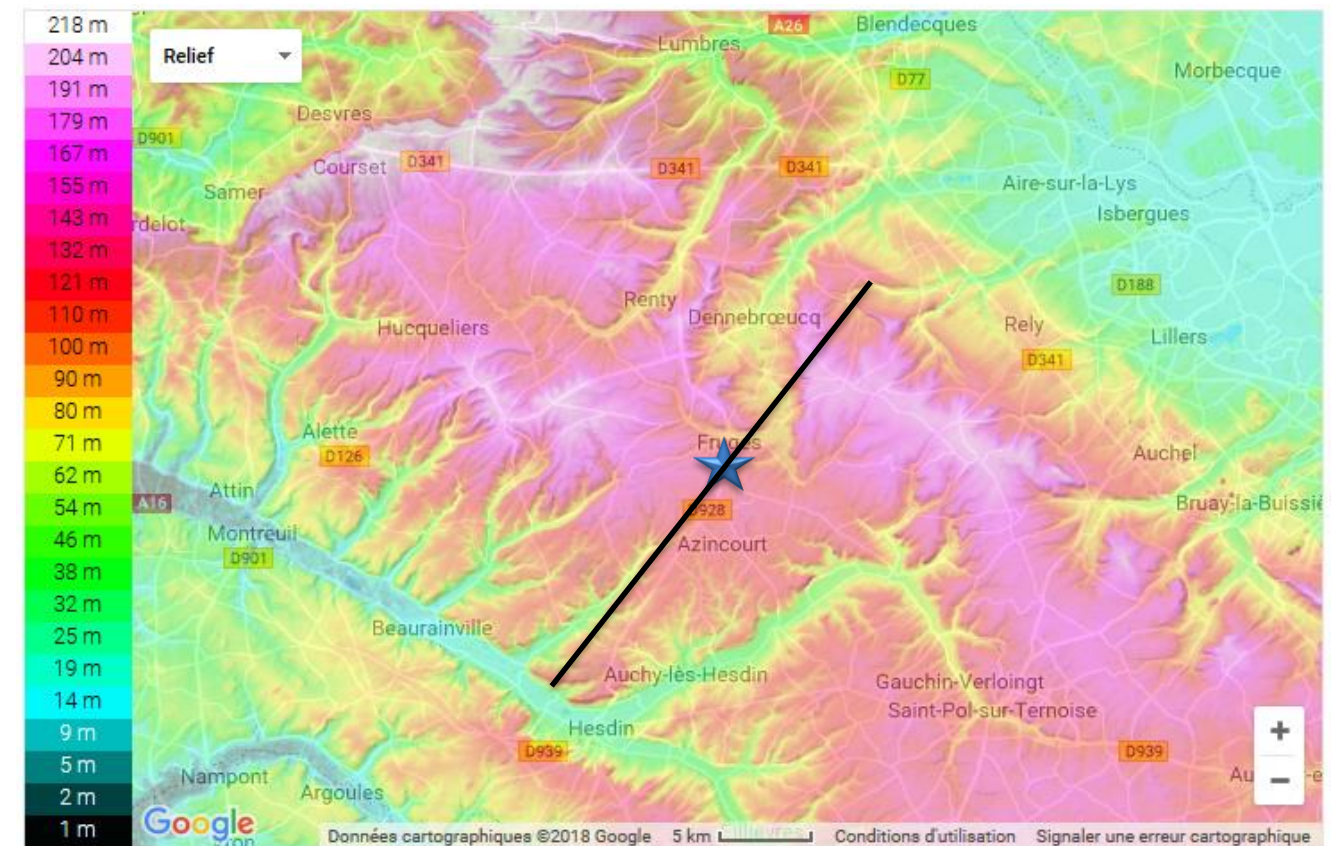 218 m
204 m
191 m
179 m
167 m
155 m
143 m
132 m
121 m
110 m
100 m
90 m
80 m
71 m
62 m
54 m
46 m
38 m
32 m
25 m
19 m
14 m
9 m
5 m
2 m
1 m
Relief
A26
Blendecques
Lumbres
Morbecque
D77
Desvres
D901
Courset
D341
D341
D341
Samer
Aire-sur-la-Lys
Isbergues
rdelot
D188
Renty
Dennebrœucq
Rely
Hucqueliers
Lillers
D341
Alette
Fruges
D126
Auchel
Attin
A16
Bruay-la-Buissiè
D928
Montreuil
D901
Azincourt
Beaurainville
Auchy-lès-Hesdin
Gauchin-Verloingt
Saint-Pol-sur-Ternoise
Hesdin
D939
D939
Nampont
Argoules
Au
Google
Données cartographiques ©2018 Google 5 km Conditions d'utilisation Signaler une erreur cartographique